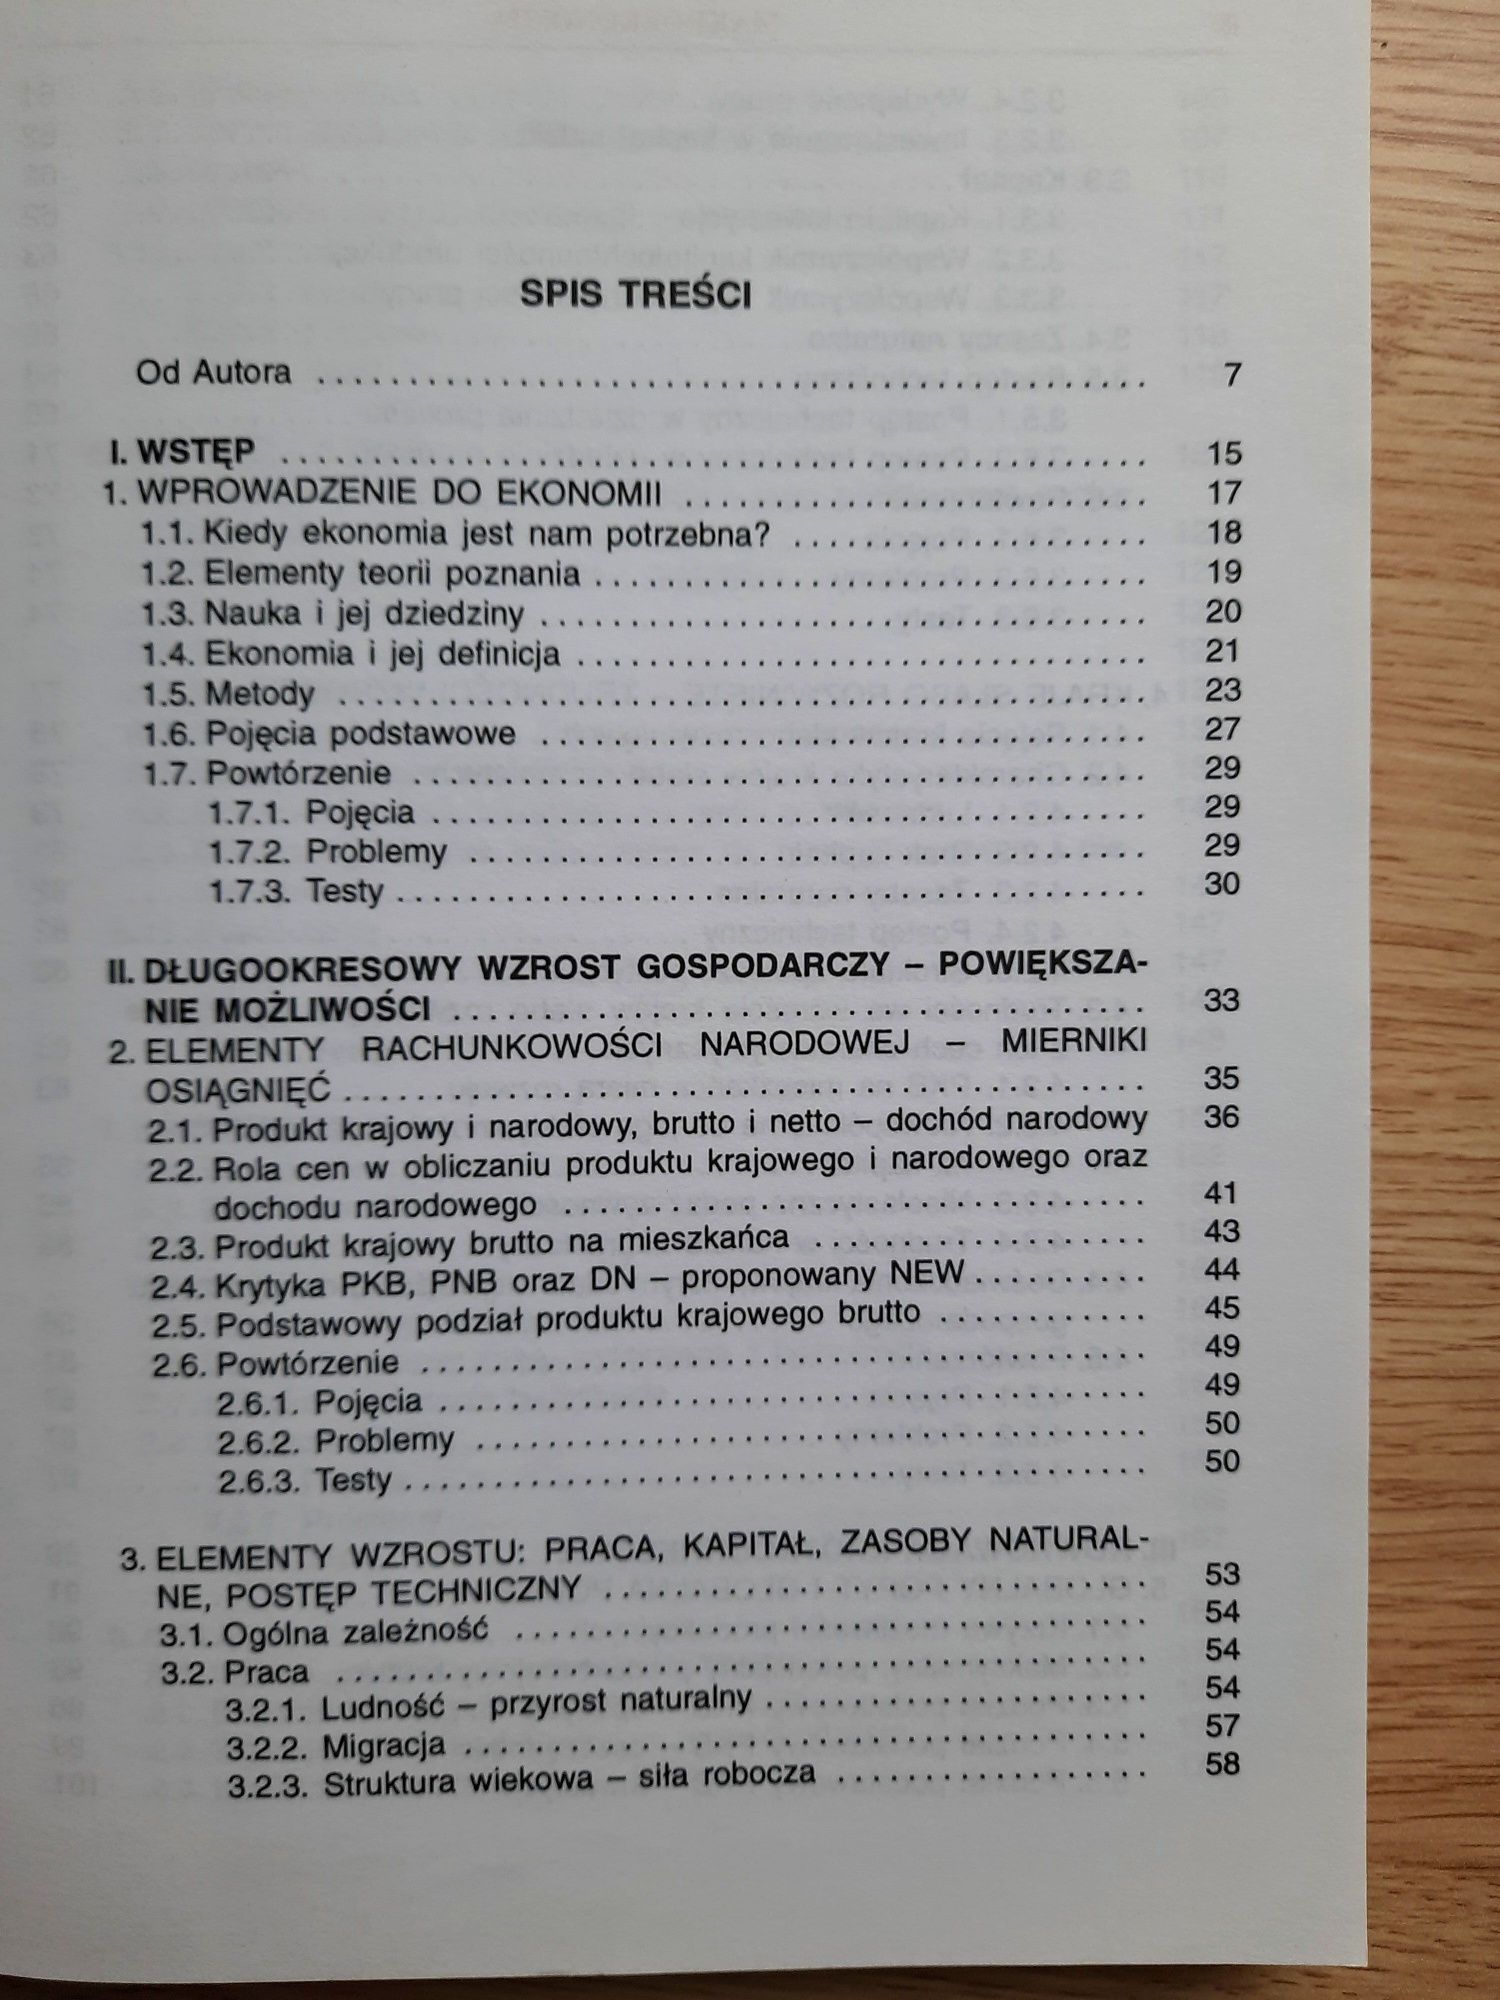 SPIS TREŚCI
Od Autora ........................................ 7
I. WSTĘP ........................................ 15
1. WPROWADZENIE DO EKONOMII ........................................ 17
1.1. Kiedy ekonomia jest nam potrzebna? ........................................ 18
1.2. Elementy teorii poznania ........................................ 19
1.3. Nauka i jej dziedziny ........................................ 20
1.4. Ekonomia i jej definicja ........................................ 21
1.5. Metody ........................................ 23
1.6. Pojęcia podstawowe ........................................ 27
1.7. Powtórzenie ........................................ 29
1.7.1. Pojęcia ........................................ 29
1.7.2. Problemy ........................................ 29
1.7.3. Testy ........................................ 30
II. DŁUGOOKRESOWY WZROST GOSPODARCZY – POWIĘKSZA-
NIE MOŻLIWOŚCI ........................................ 33
2. ELEMENTY RACHUNKOWOŚCI NARODOWEJ – MIERNIKI
OSIĄGNIĘĆ ........................................ 35
2.1. Produkt krajowy i narodowy, brutto i netto – dochód narodowy 36
2.2. Rola cen w obliczaniu produktu krajowego i narodowego oraz
dochodu narodowego ........................................ 41
2.3. Produkt krajowy brutto na mieszkańca ........................................ 43
2.4. Krytyka PKB, PNB oraz DN – proponowany NEW .......... 44
2.5. Podstawowy podział produktu krajowego brutto ............ 45
2.6. Powtórzenie ........................................ 49
2.6.1. Pojęcia ........................................ 49
2.6.2. Problemy ........................................ 50
2.6.3. Testy ........................................ 50
3. ELEMENTY WZROSTU: PRACA, KAPITAŁ, ZASOBY NATURAL-
NE, POSTĘP TECHNICZNY ........................................ 53
3.1. Ogólna zależność ........................................ 54
3.2. Praca ........................................ 54
3.2.1. Ludność – przyrost naturalny ........................................ 54
3.2.2. Migracja ........................................ 57
3.2.3. Struktura wiekowa – siła robocza .................. 58